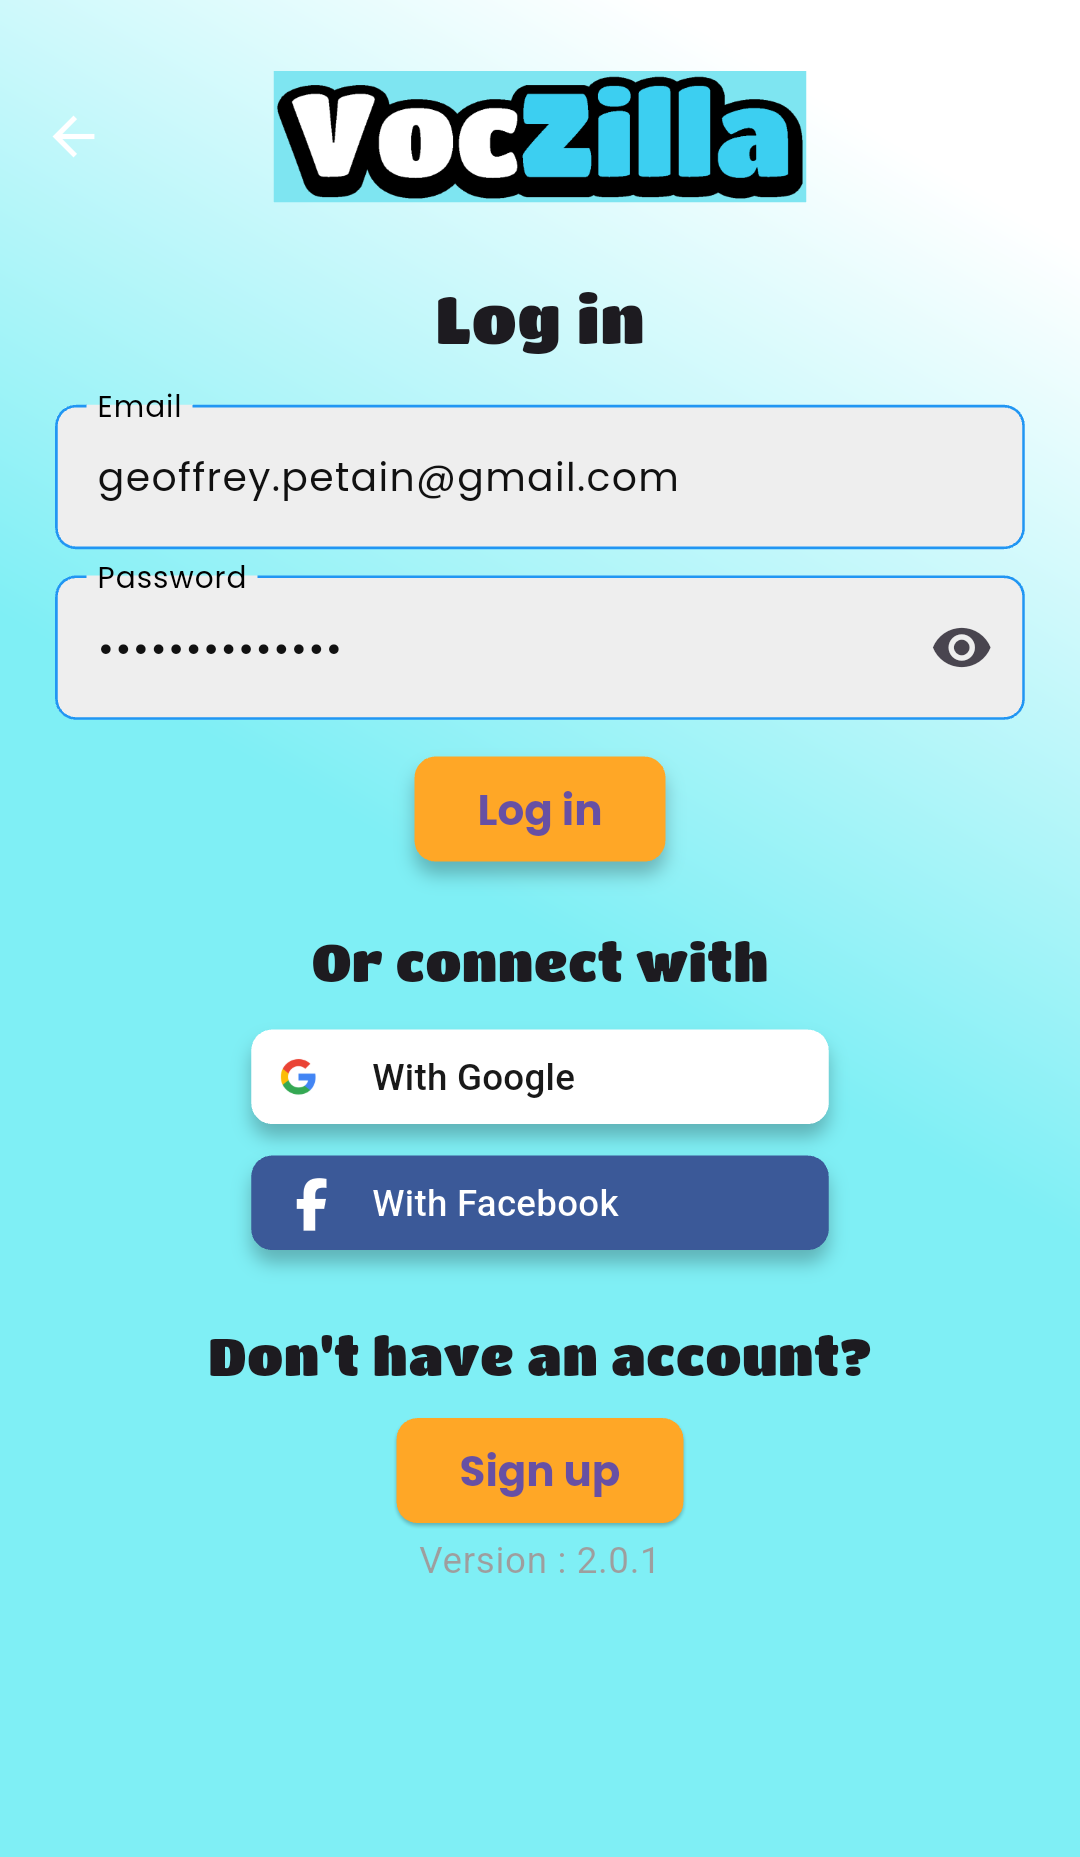 VocZilla
Log in
Email
geoffrey.petain@gmail.com
Password
••••••••••••••
Log in
Or connect with
With Google
With Facebook
Don't have an account?
Sign up
Version : 2.0.1